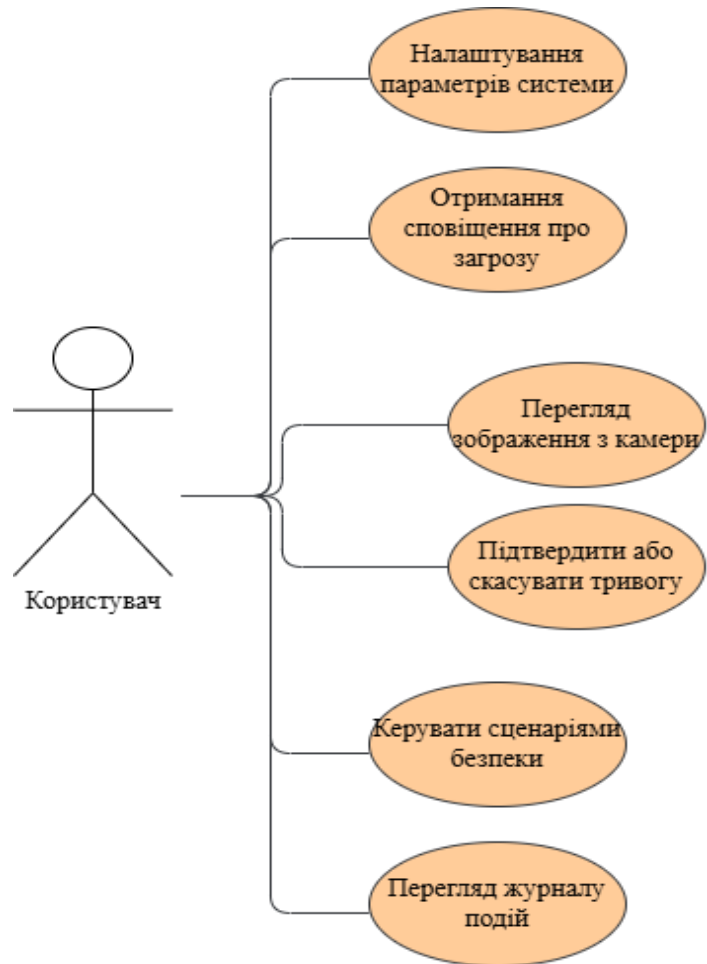 Налаштування
параметрів системи
Отримання
сповіщення про
загрозу
Перегляд
зображення з камери
Підтвердити або
скасувати тривогу
Користувач
Керувати сценаріями
безпеки
Перегляд журналу
подій